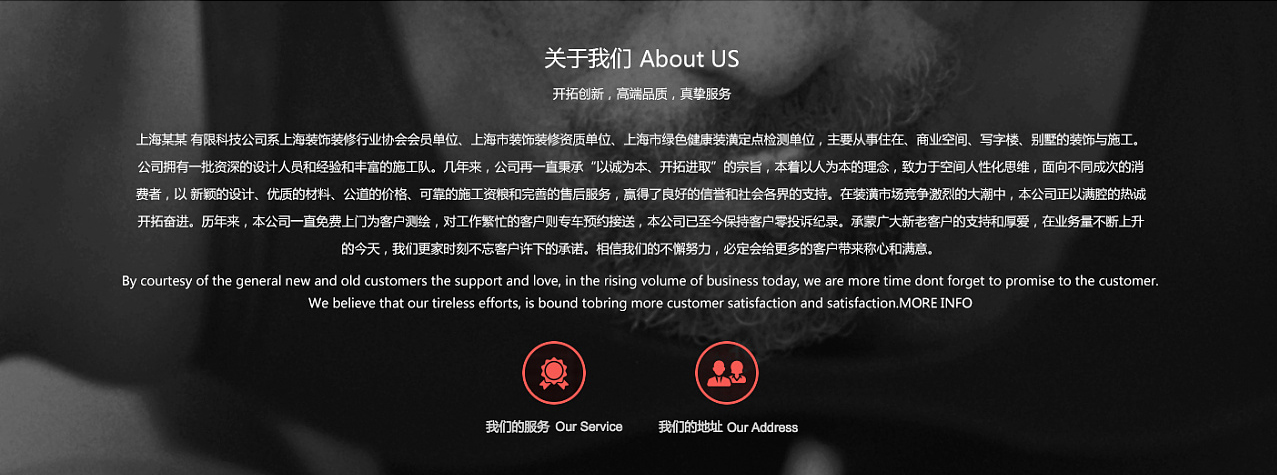 关于我们 About US
开拓创新，高端品质，真挚服务
上海某某 有限科技公司系上海装饰装修行业协会会员单位、上海市装饰装修资质单位、上海市绿色健康装潢定点检测单位，主要从事住在、商业空间、写字楼、别墅的装饰与施工。
公司拥有一批资深的设计人员和经验和丰富的施工队。几年来，公司再一直秉承“以诚为本、开拓进取”的宗旨，本着以人为本的理念，致力于空间人性化思维，面向不同成次的消
费者，以 新颖的设计、优质的材料、公道的价格、可靠的施工资粮和完善的售后服务，赢得了良好的信誉和社会各界的支持。在装潢市场竞争激烈的大潮中，本公司正以满腔的热诚
开拓奋进。历年来，本公司一直免费上门为客户测绘，对工作繁忙的客户则专车预约接送，本公司已至今保持客户零投诉纪录。承蒙广大新老客户的支持和厚爱，在业务量不断上升
的今天，我们更家时刻不忘客户许下的承诺。相信我们的不懈努力，必定会给更多的客户带来称心和满意。
By courtesy of the general new and old customers the support and love, in the rising volume of business today, we are more time dont forget to promise to the customer.
We believe that our tireless efforts, is bound tobring more customer satisfaction and satisfaction.MORE INFO
我们的服务 Our Service
我们的地址 Our Address